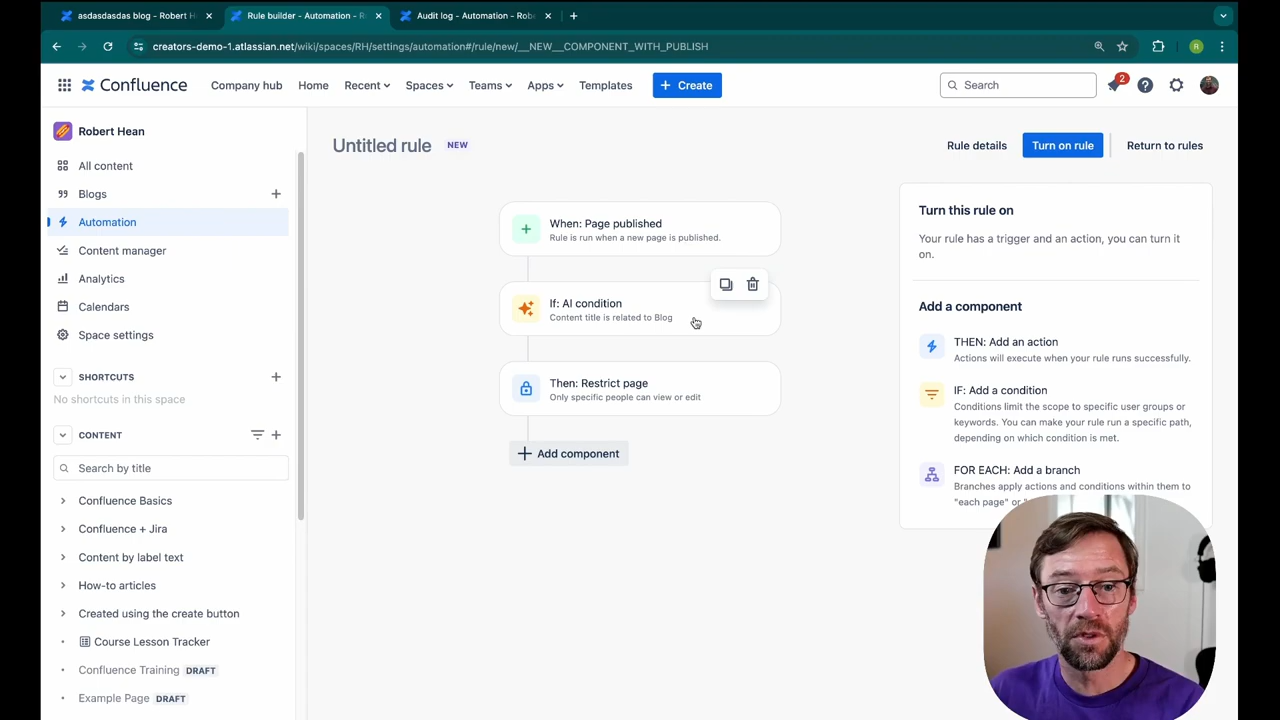 asdasdasdas blog - Robert H
Rule builder - Automation - R
Audit log - Automation - Rob
creators-demo-1.atlassian.net/wiki/spaces/RH/settings/automation#/rule/new/__NEW__COMPONENT_WITH_PUBLISH
R
Confluence
Company hub
Home
Recent
Spaces
Teams
Apps
Templates
+ Create
Search
2
Robert Hean
All content
Blogs
Automation
Content manager
Analytics
Calendars
Space settings
SHORTCUTS
No shortcuts in this space
CONTENT
Search by title
Confluence Basics
Confluence + Jira
Content by label text
How-to articles
Created using the create button
Course Lesson Tracker
Confluence Training DRAFT
Example Page DRAFT
Untitled rule NEW
Rule details
Turn on rule
Return to rules
When: Page published
Rule is run when a new page is published.
If: AI condition
Content title is related to Blog
Then: Restrict page
Only specific people can view or edit
+ Add component
Turn this rule on
Your rule has a trigger and an action, you can turn it
on.
Add a component
THEN: Add an action
Actions will execute when your rule runs successfully.
IF: Add a condition
Conditions limit the scope to specific user groups or
keywords. You can make your rule run a specific path,
depending on which condition is met.
FOR EACH: Add a branch
Branches apply actions and conditions within them to
"each page" or